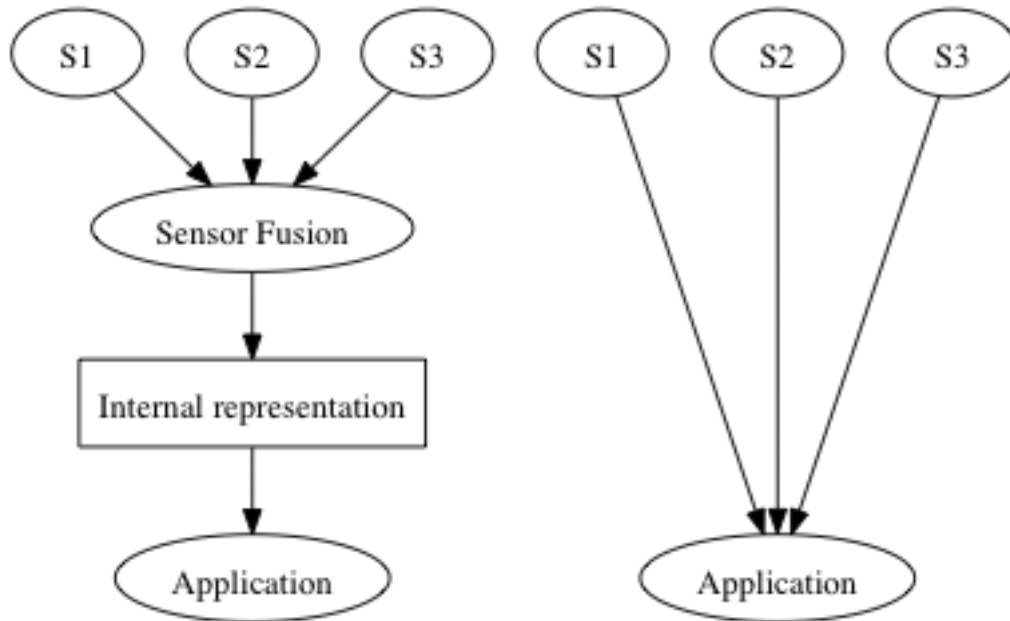 S1
S2
S3
Sensor Fusion
Internal representation
Application
S1
S2
S3
Application